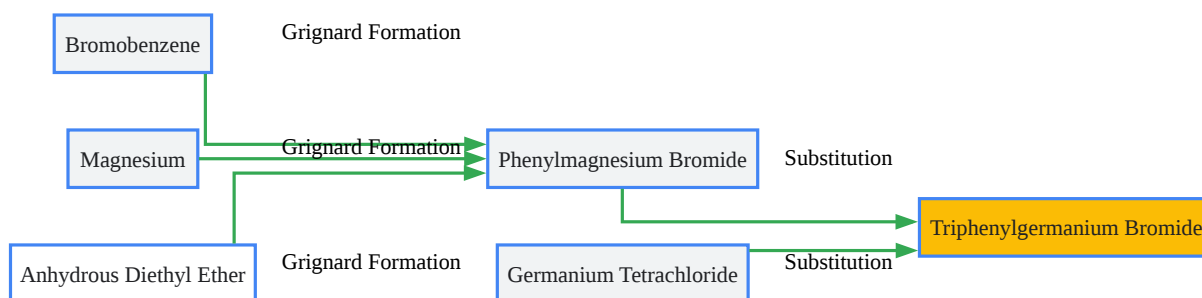 Bromobenzene
Grignard Formation
Magnesium
Grignard Formation
Phenylmagnesium Bromide
Substitution
Triphenylgermanium Bromide
Anhydrous Diethyl Ether
Grignard Formation
Germanium Tetrachloride
Substitution